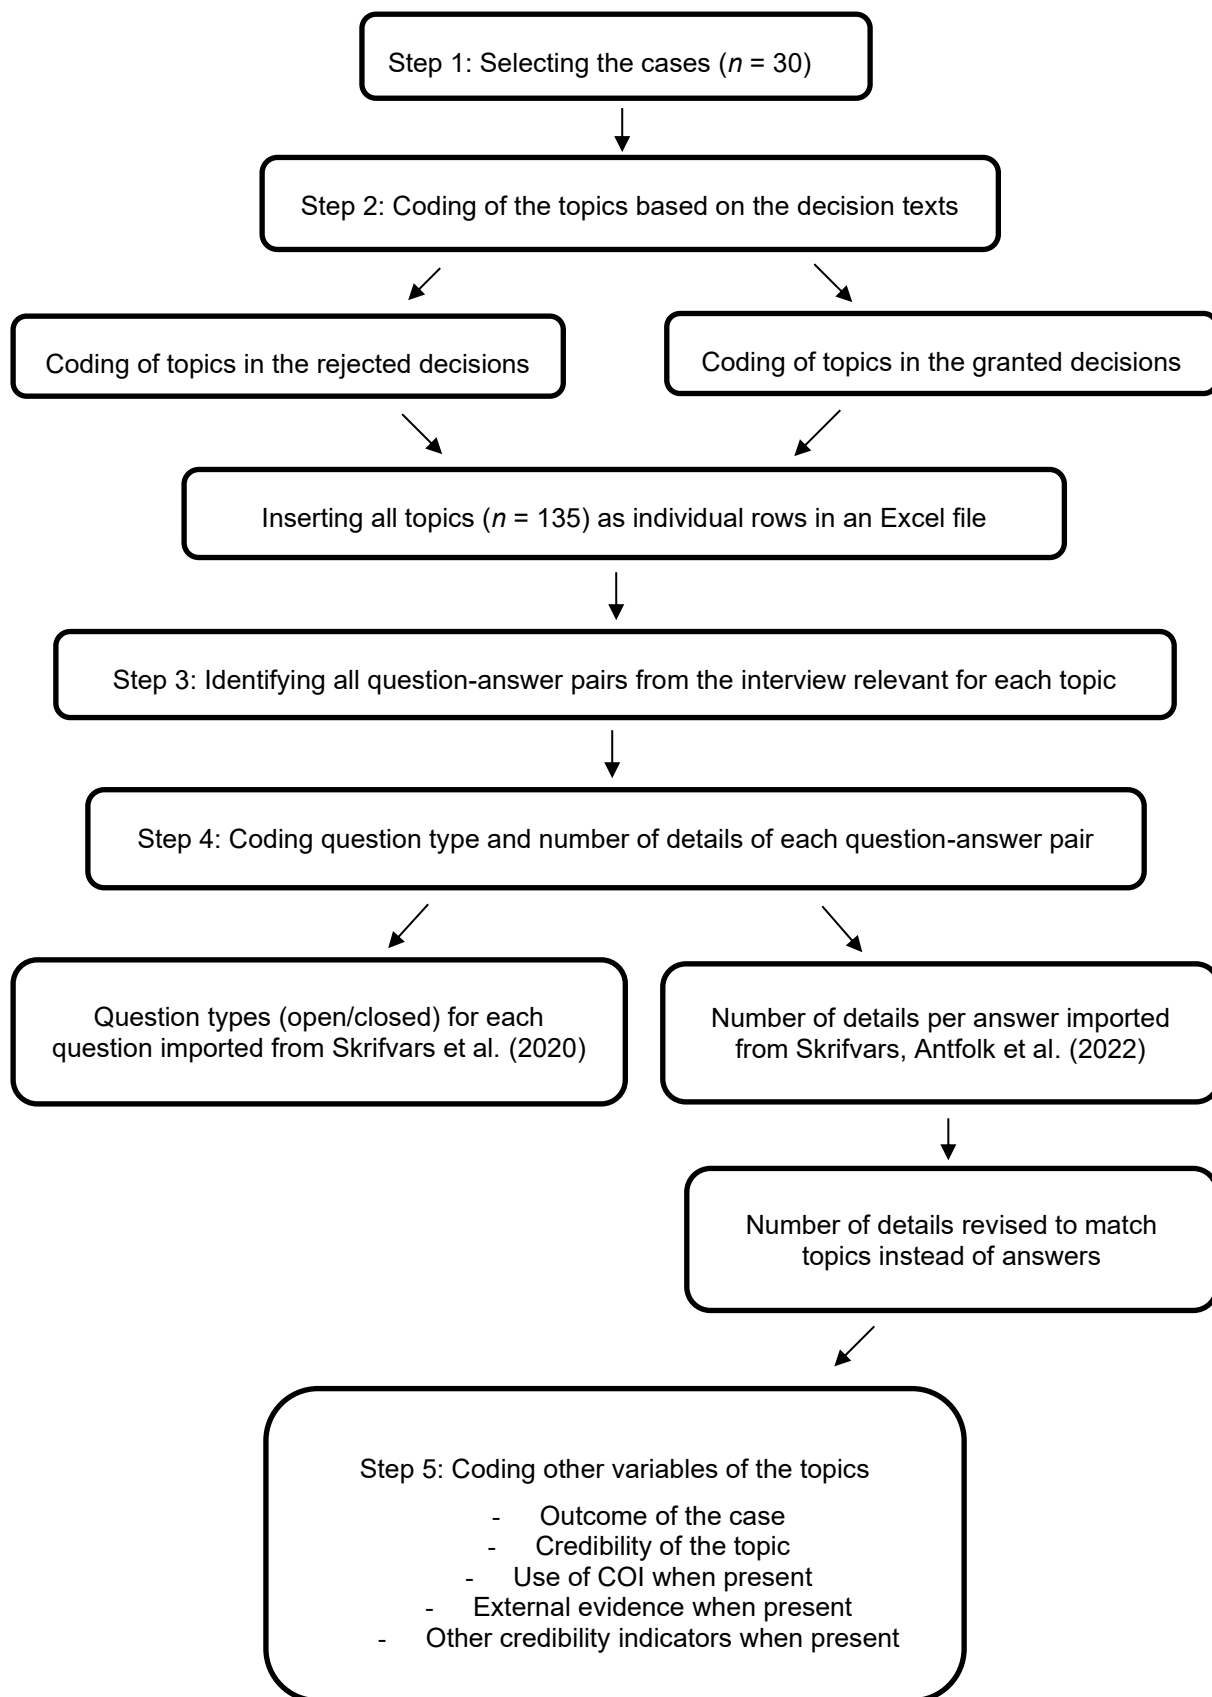 Step 1: Selecting the cases (n = 30)
Step 2: Coding of the topics based on the decision texts
Coding of topics in the rejected decisions
Coding of topics in the granted decisions
Inserting all topics (n = 135) as individual rows in an Excel file
Step 3: Identifying all question-answer pairs from the interview relevant for each topic
Step 4: Coding question type and number of details of each question-answer pair
Question types (open/closed) for each
question imported from Skrifvars et al. (2020)
Number of details per answer imported
from Skrifvars, Antfolk et al. (2022)
Number of details revised to match
topics instead of answers
Step 5: Coding other variables of the topics
- Outcome of the case
- Credibility of the topic
- Use of COI when present
- External evidence when present
- Other credibility indicators when present